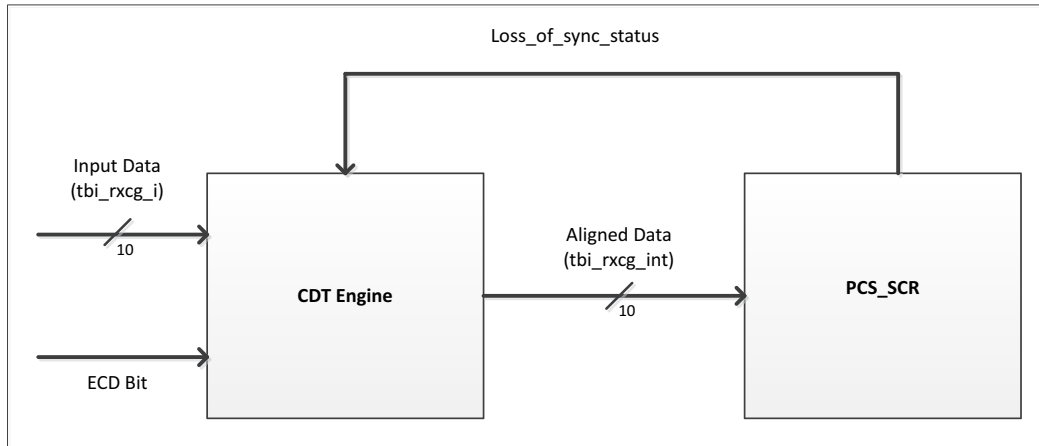 Loss_of_sync_status
Input Data
(tbi_rxcg_i)
10
ECD Bit
CDT Engine
Aligned Data
(tbi_rxcg_int)
10
PCS_SCR